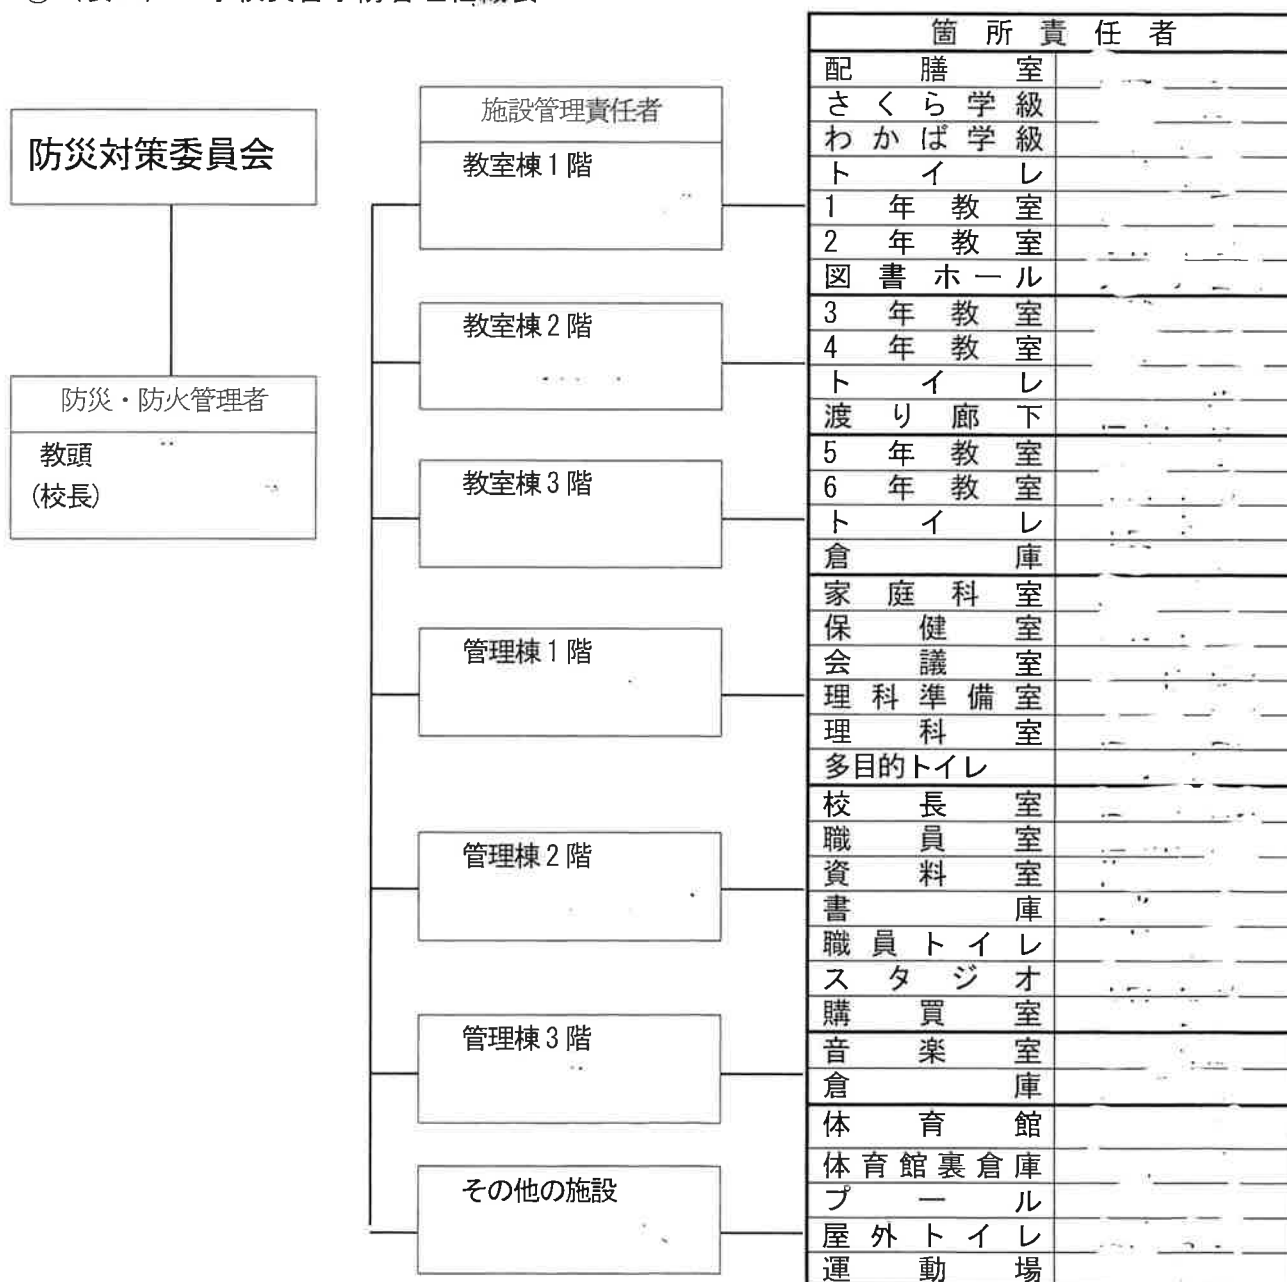 防災対策委員会
防災・防火管理者
教頭
(校長)
施設管理責任者
教室棟1階
教室棟2階
教室棟3階
管理棟1階
管理棟2階
管理棟3階
その他の施設
箇所責任者
配膳室
さくら学級
わかば学級
トイレ
1年教室
2年教室
図書ホール
3年教室
4年教室
トイレ
渡り廊下
5年教室
6年教室
トイレ
倉庫
家庭科室
保健室
会議室
理科準備室
理科室
多目的トイレ
校長室
職員室
資料室
書庫
職員トイレ
スタジオ
購買室
音楽室
倉庫
体育館
体育館裏倉庫
プール
屋外トイレ
運動場